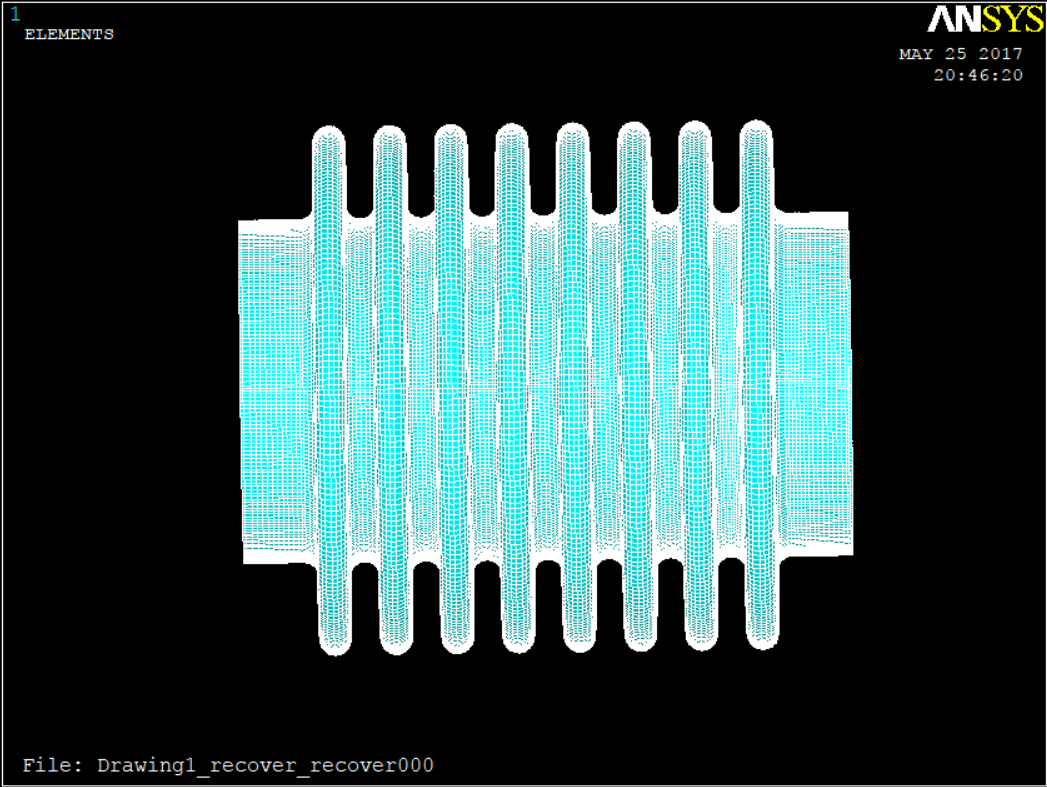 1
ELEMENTS
ANSYS
MAY 25 2017
20:46:20
File: Drawing1_recover_recover000